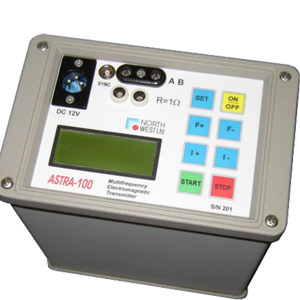 A B
SYNC
R=1Ω
DC 12V
SET
ON
OFF
NORTH
WEST Ltd
F+
F-
I+
I-
ASTRA-100
Multifrequency
Electromagnetic
Transmitter
START
STOP
S/N 201